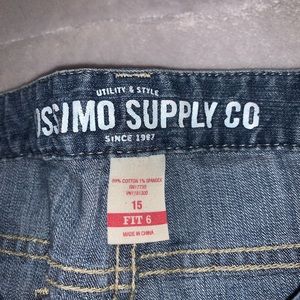 UTILITY & STYLE
OSSIMO SUPPLY CO
SINCE 1987
99% COTTON 1% SPANDEX
15
FIT 6
MADE IN CHINA